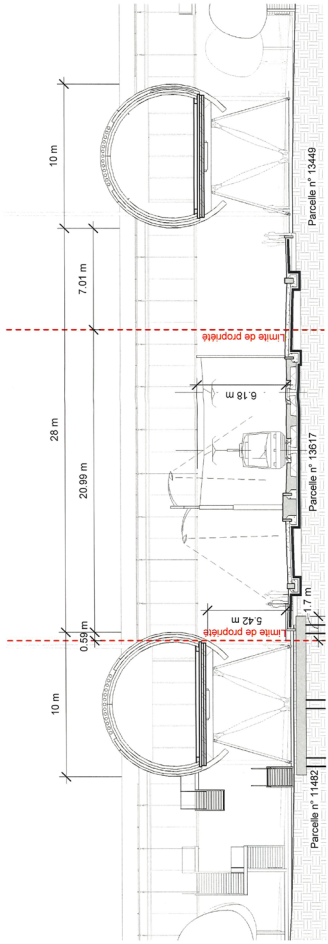 10 m
0.59 m
28 m
20.99 m
7.01 m
10 m
Limite de propriété
5.42 m
6.18 m
Limite de propriété
1.7 m
Parcelle n° 11482
Parcelle n° 13617
Parcelle n° 13449